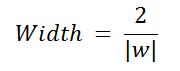 Width = 2/|w|